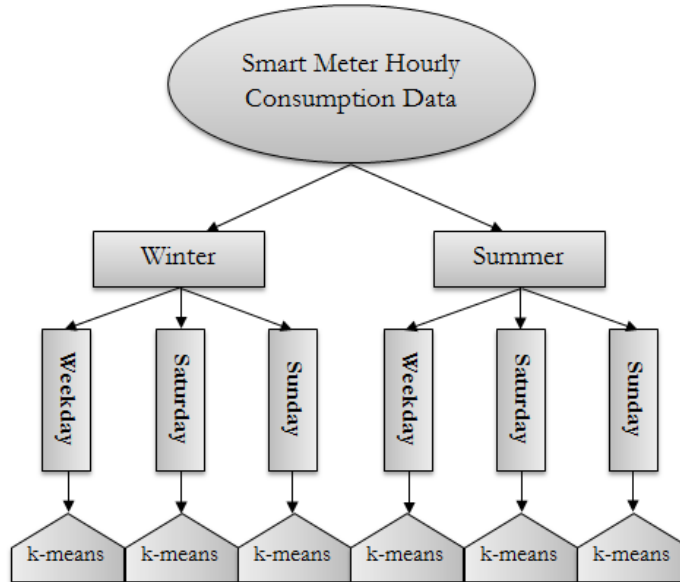 Smart Meter Hourly
Consumption Data
Winter
Summer
Weekday
Saturday
Sunday
Weekday
Saturday
Sunday
k-means
k-means
k-means
k-means
k-means
k-means